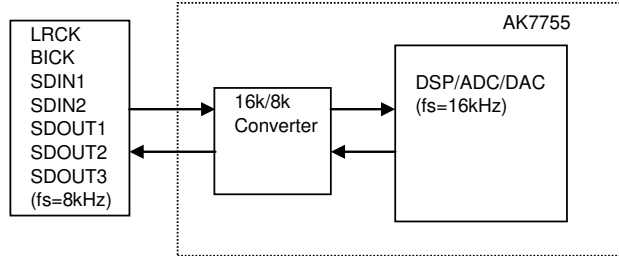 AK7755
LRCK
BICK
SDIN1
SDIN2
SDOUT1
SDOUT2
SDOUT3
(fs=8kHz)
16k/8k
Converter
DSP/ADC/DAC
(fs=16kHz)